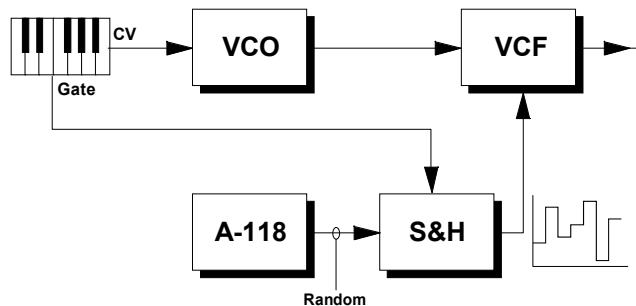 CV
VCO
VCF
Gate
A-118
S&H
Random